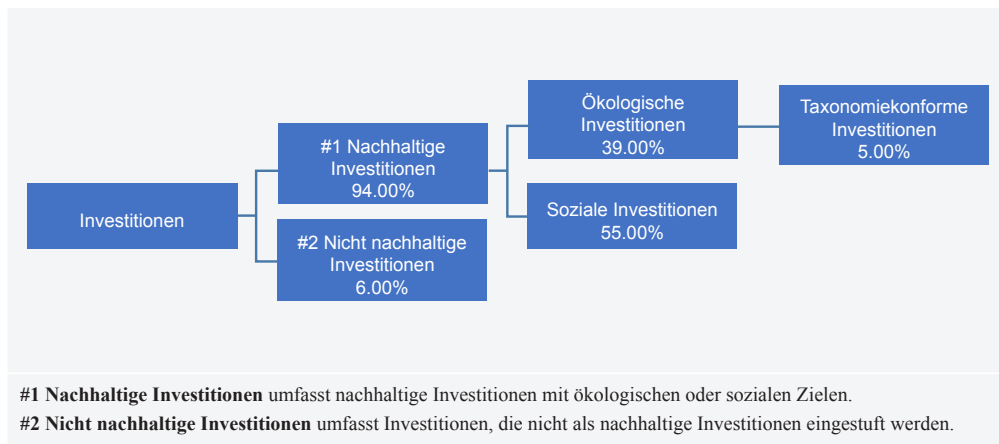 Investitionen
#1 Nachhaltige
Investitionen
94.00%
#2 Nicht nachhaltige
Investitionen
6.00%
Ökologische
Investitionen
39.00%
Soziale Investitionen
55.00%
Taxonomiekonforme
Investitionen
5.00%
#1 Nachhaltige Investitionen umfasst nachhaltige Investitionen mit ökologischen oder sozialen Zielen.
#2 Nicht nachhaltige Investitionen umfasst Investitionen, die nicht als nachhaltige Investitionen eingestuft werden.